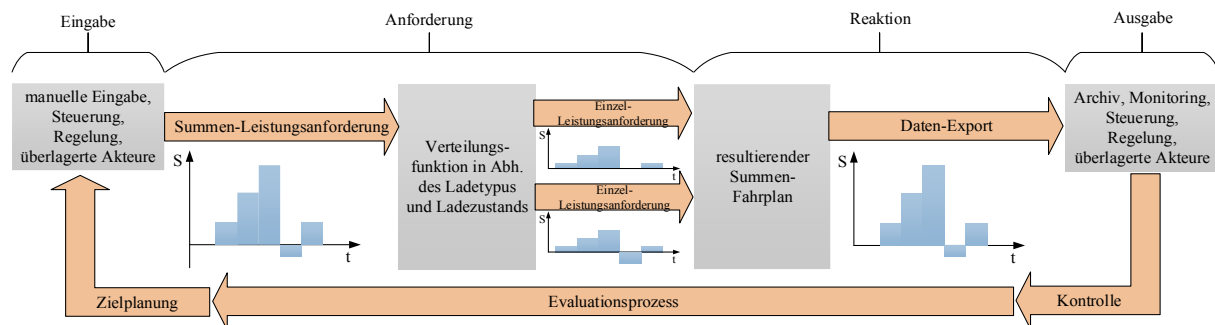 Eingabe
Anforderung
Reaktion
Ausgabe
manuelle Eingabe,
Steuerung,
Regelung,
überlagerte Akteure
Summen-Leistungsanforderung
S
t
Verteilungs-
funktion in Abh.
des Ladetypus
und Ladezustands
Einzel-
Leistungsanforderung
S
t
Einzel-
Leistungsanforderung
S
t
resultierender
Summen-
Fahrplan
Daten-Export
S
t
Archiv, Monitoring,
Steuerung,
Regelung,
überlagerte Akteure
Zielplanung
Evaluationsprozess
Kontrolle